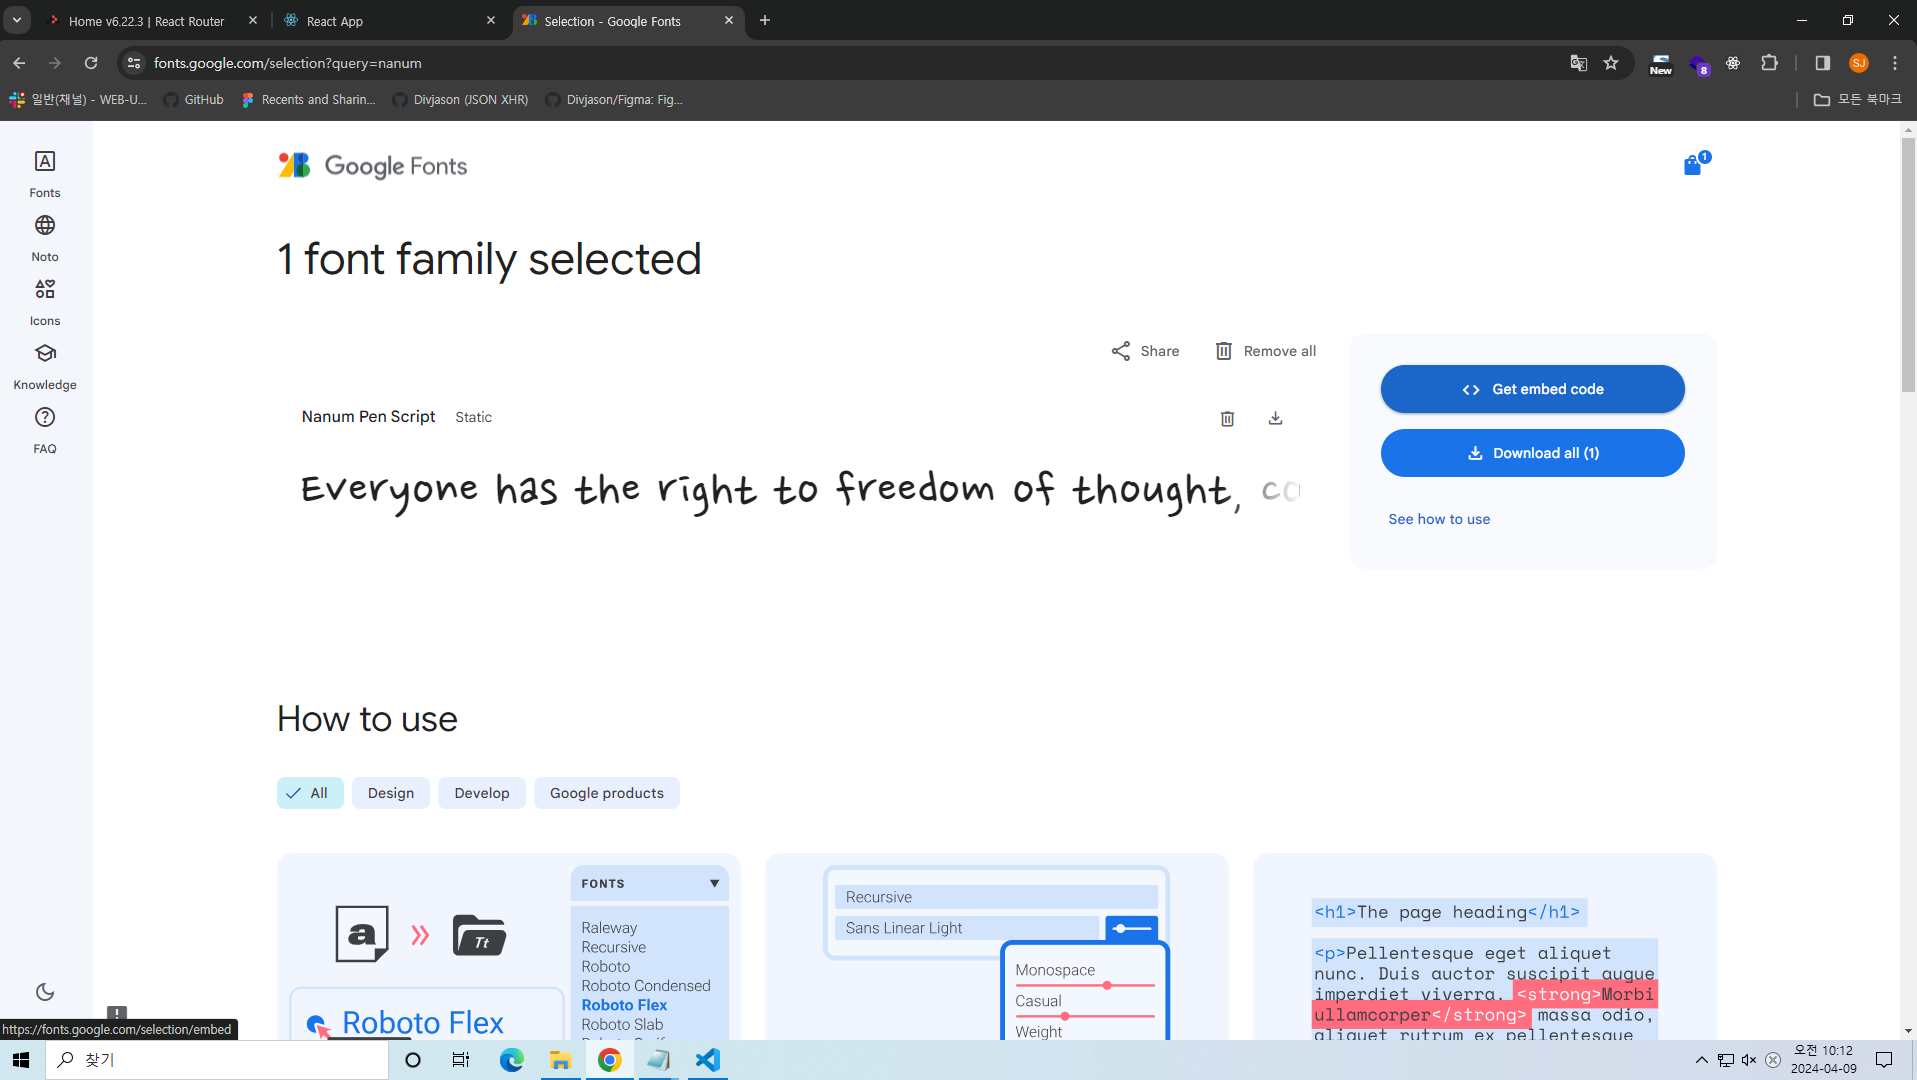 Home v6.22.3 | React Router
React App
Selection - Google Fonts
fonts.google.com/selection?query=nanum
New
8
SJ
일반(채널) - WEB-U...
GitHub
Recents and Sharin...
Divjason (JSON XHR)
Divjason/Figma: Fig...
모든 북마크
Fonts
Noto
Icons
Knowledge
FAQ
Google Fonts
1
1 font family selected
Share
Remove all
Get embed code
Download all (1)
See how to use
Nanum Pen Script
Static
Everyone has the right to freedom of thought, co
How to use
All
Design
Develop
Google products
a
Tt
FONTS
Raleway
Recursive
Roboto
Roboto Condensed
Roboto Flex
Roboto Slab
Roboto Flex
Recursive
Sans Linear Light
Monospace
Casual
Weight
<h1>The page heading</h1>
<p>Pellentesque eget aliquet
nunc. Duis auctor suscipit augue
imperdiet viverra. <strong>Morbi
ullamcorper</strong> massa odio,
aliquet rutrum ex pellentesque
https://fonts.google.com/selection/embed
찾기
오전 10:12
2024-04-09